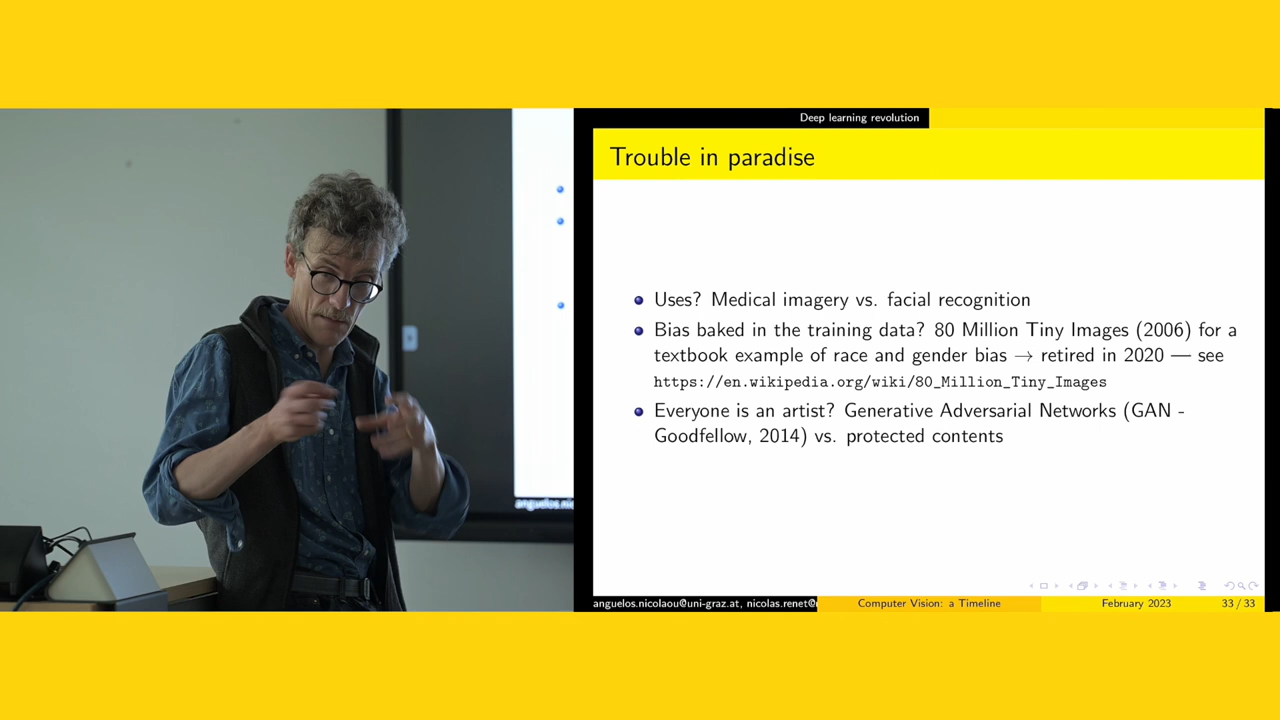 Deep learning revolution
Trouble in paradise
Uses? Medical imagery vs. facial recognition
Bias baked in the training data? 80 Million Tiny Images (2006) for a
textbook example of race and gender bias → retired in 2020 — see
https://en.wikipedia.org/wiki/80_Million_Tiny_Images
Everyone is an artist? Generative Adversarial Networks (GAN -
Goodfellow, 2014) vs. protected contents
anguelos.nic
anguelos.nicolaou@uni-graz.at, nicolas.renet@
Computer Vision: a Timeline
February 2023
33 / 33